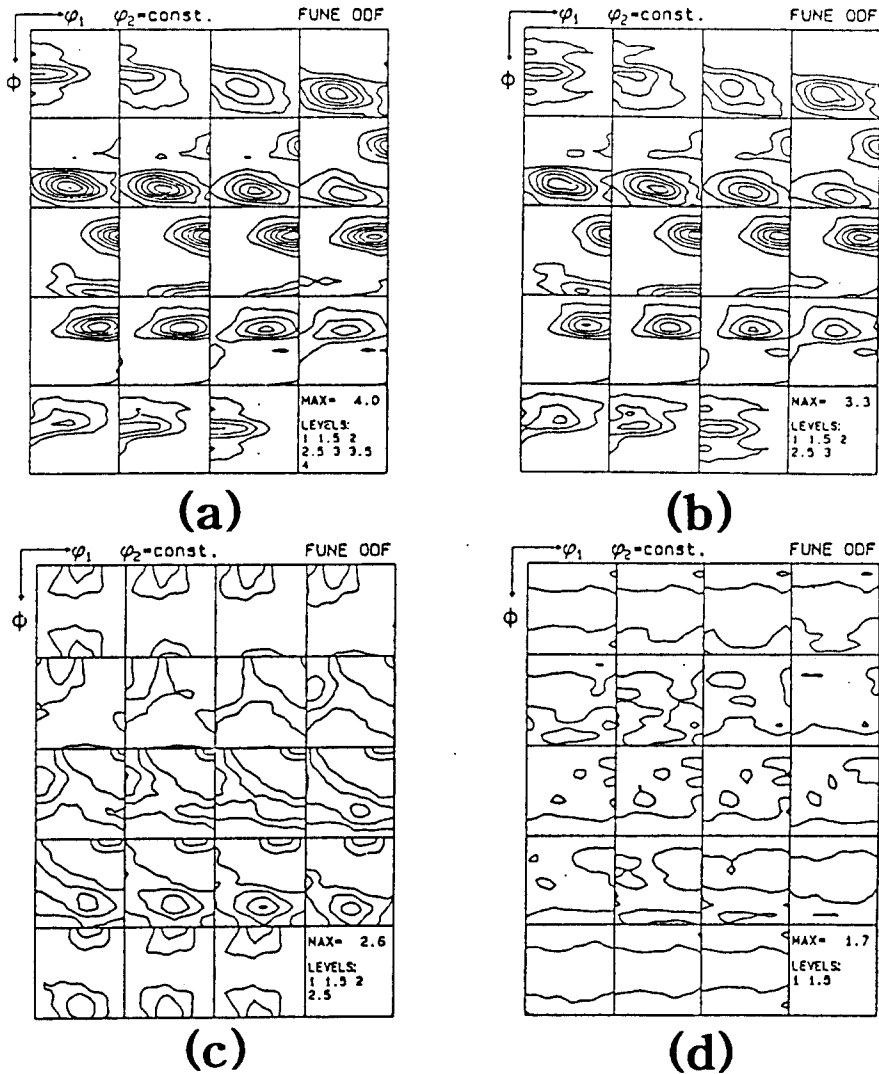 φ₁ φ₂=const. FUNE ODF
Φ
MAX= 4.0
LEVELS:
1 1.5 2
2.5 3 3.5
4
(a)
φ₁ φ₂=const. FUNE ODF
Φ
MAX= 3.3
LEVELS:
1 1.5 2
2.5 3
(b)
φ₁ φ₂=const. FUNE ODF
Φ
MAX= 2.6
LEVELS:
1 1.5 2
2.5
(c)
φ₁ φ₂=const. FUNE ODF
Φ
MAX= 1.7
LEVELS:
1 1.5
(d)